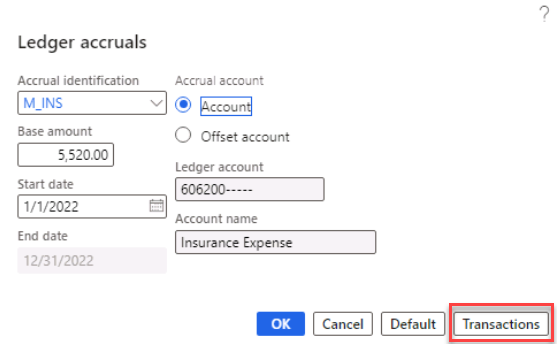 ?
Ledger accruals
Accrual identification
M_INS
Base amount
5,520.00
Start date
1/1/2022
End date
12/31/2022
Accrual account
Account
Offset account
Ledger account
606200-----
Account name
Insurance Expense
OK Cancel Default Transactions